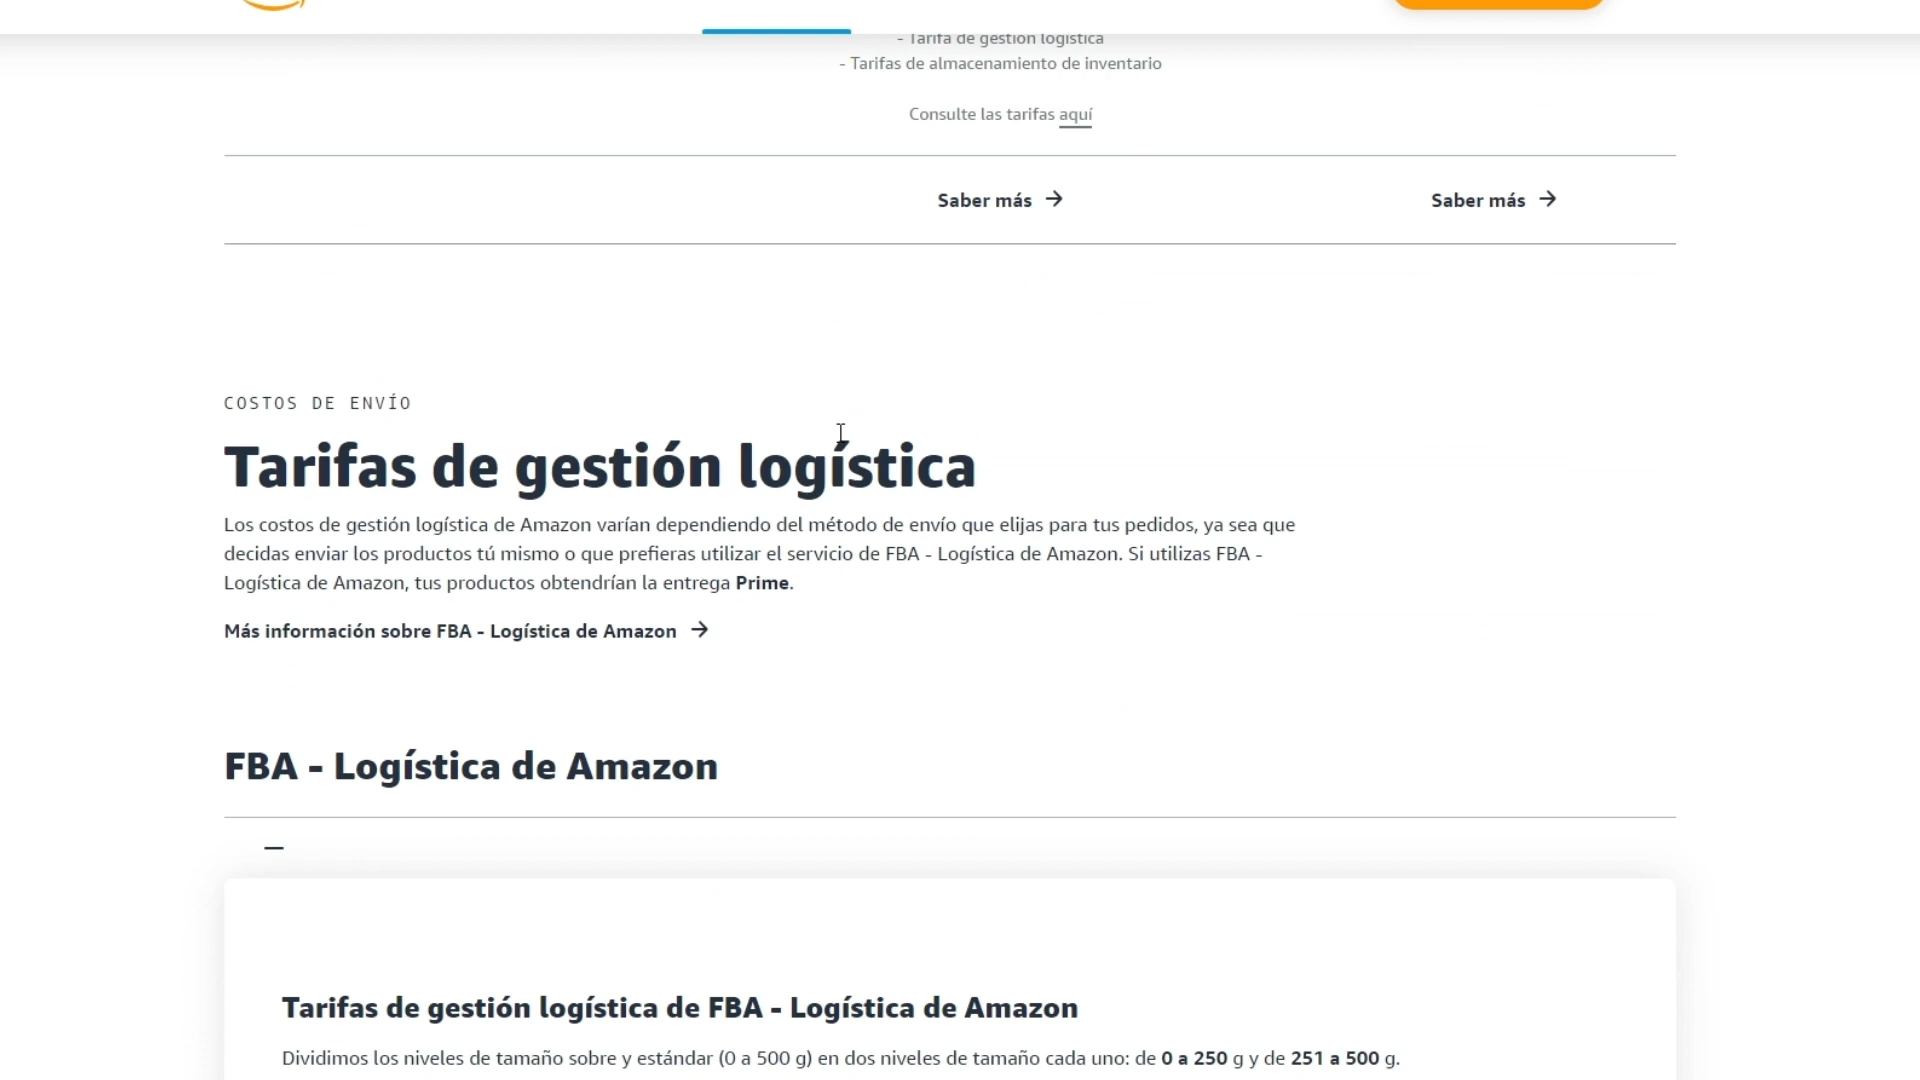 - Tarifa de gestión logística
- Tarifas de almacenamiento de inventario
Consulte las tarifas aquí
Saber más → Saber más →
COSTOS DE ENVÍO
Tarifas de gestión logística
Los costos de gestión logística de Amazon varían dependiendo del método de envío que elijas para tus pedidos, ya sea que
decidas enviar los productos tú mismo o que prefieras utilizar el servicio de FBA - Logística de Amazon. Si utilizas FBA -
Logística de Amazon, tus productos obtendrían la entrega Prime.
Más información sobre FBA - Logística de Amazon →
FBA - Logística de Amazon
Tarifas de gestión logística de FBA - Logística de Amazon
Dividimos los niveles de tamaño sobre y estándar (0 a 500 g) en dos niveles de tamaño cada uno: de 0 a 250 g y de 251 a 500 g.